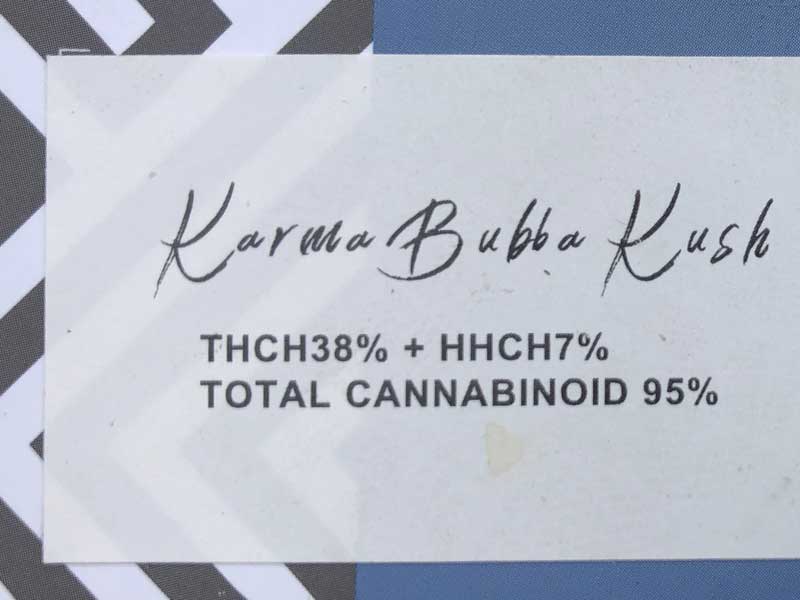 Karma Bubba Kush
THCH38% + HHCH7%
TOTAL CANNABINOID 95%